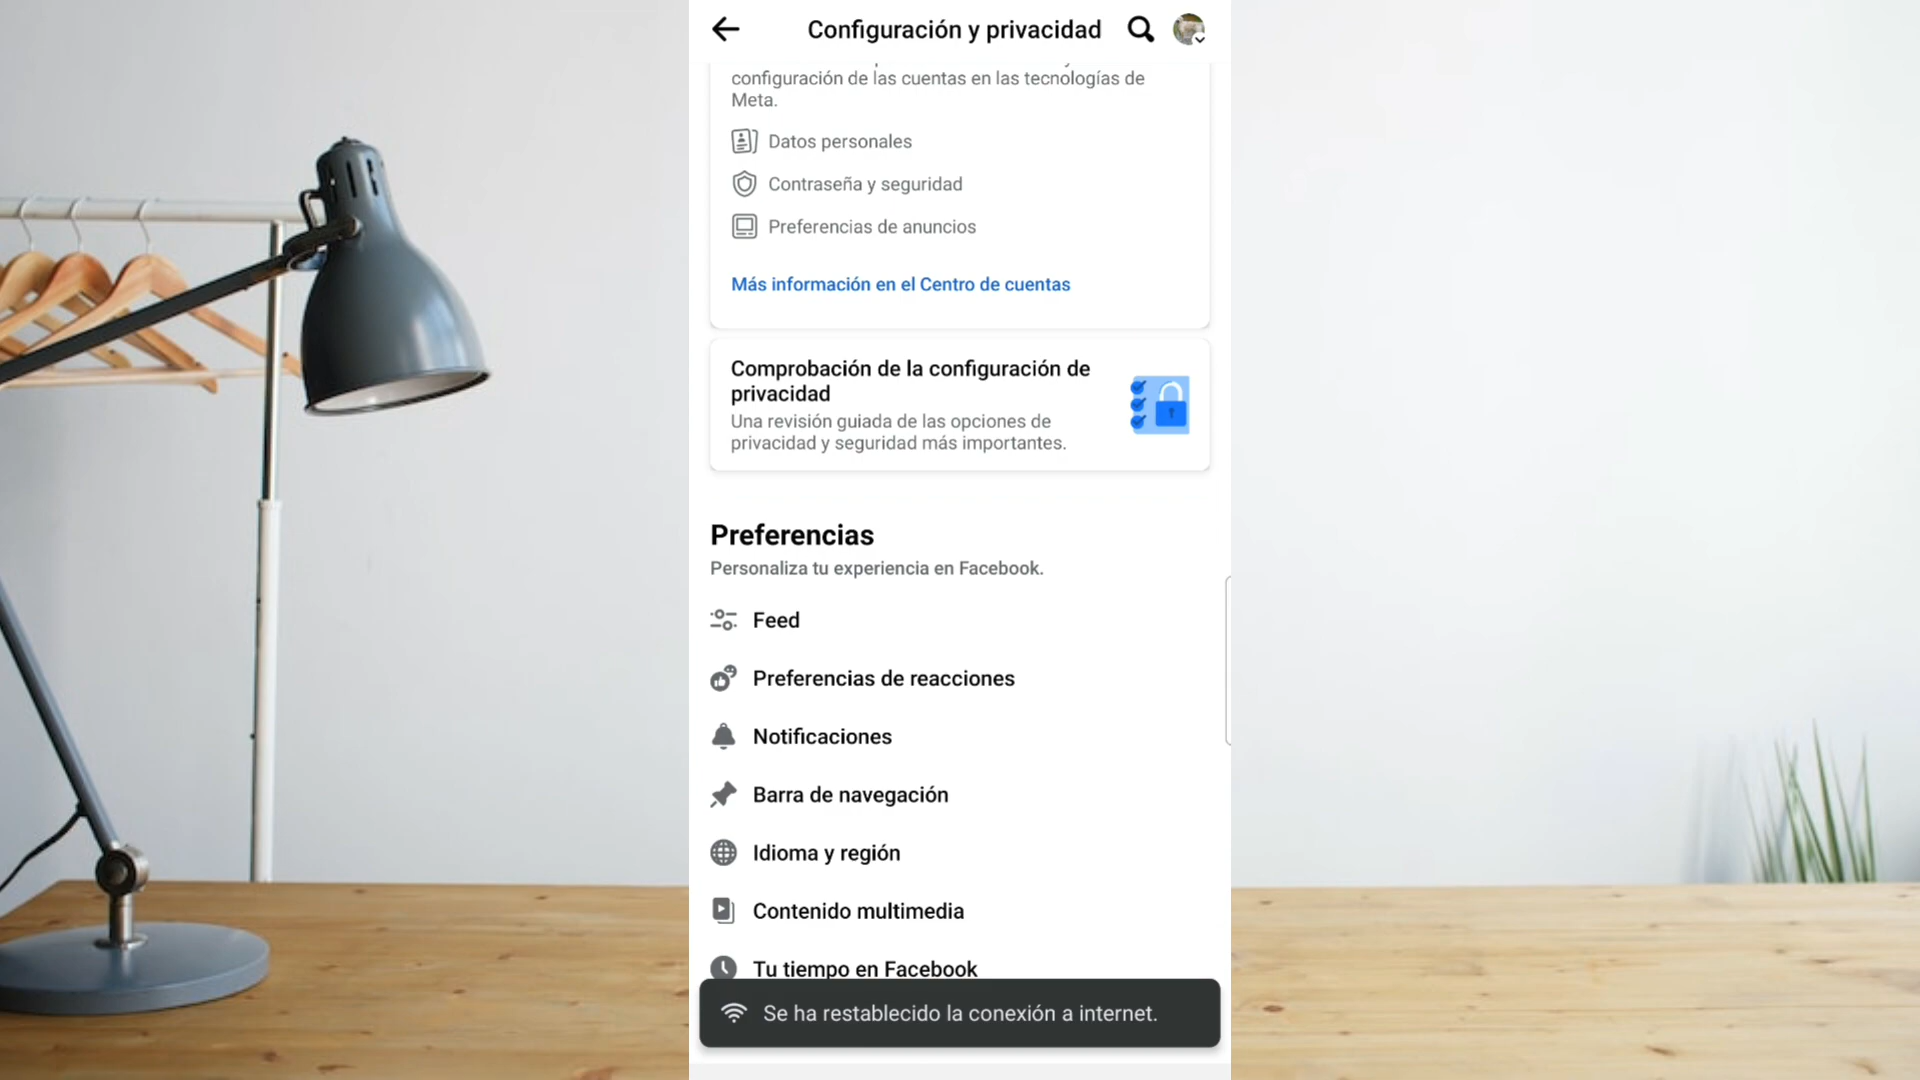 Configuración y privacidad
configuración de las cuentas en las tecnologías de
Meta.
Datos personales
Contraseña y seguridad
Preferencias de anuncios
Más información en el Centro de cuentas
Comprobación de la configuración de
privacidad
Una revisión guiada de las opciones de
privacidad y seguridad más importantes.
Preferencias
Personaliza tu experiencia en Facebook.
Feed
Preferencias de reacciones
Notificaciones
Barra de navegación
Idioma y región
Contenido multimedia
Tu tiempo en Facebook
Se ha restablecido la conexión a internet.